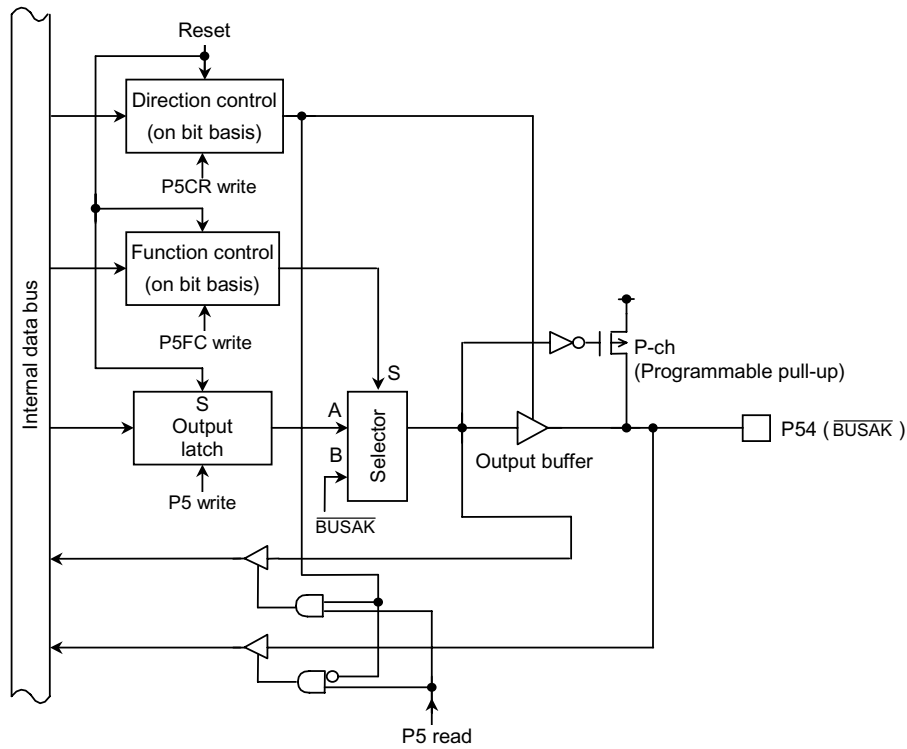 Reset
Direction control
(on bit basis)
P5CR write
Function control
(on bit basis)
P5FC write
Internal data bus
P-ch
(Programmable pull-up)
S
S
Output
latch
A
B
Selector
P54 (BUSAK)
Output buffer
P5 write
BUSAK
P5 read